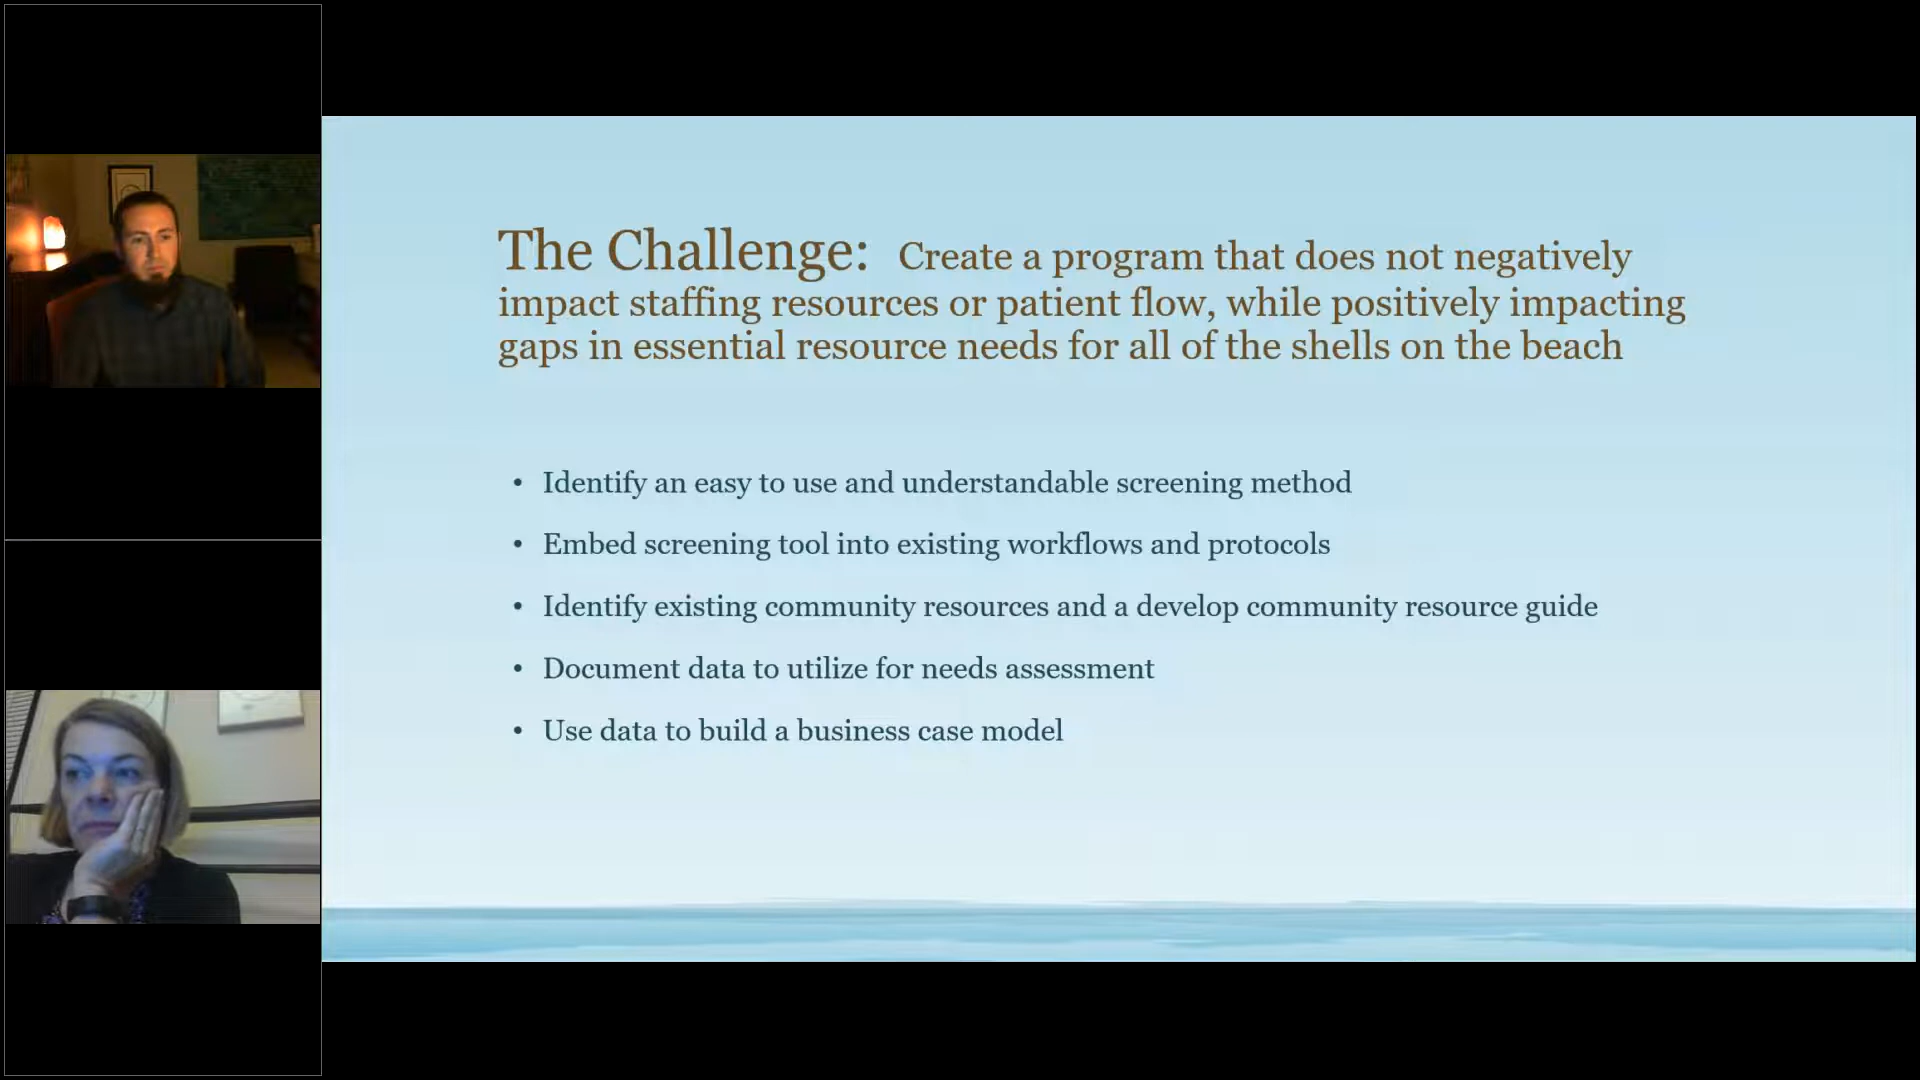 The Challenge: Create a program that does not negatively
impact staffing resources or patient flow, while positively impacting
gaps in essential resource needs for all of the shells on the beach
• Identify an easy to use and understandable screening method
• Embed screening tool into existing workflows and protocols
• Identify existing community resources and a develop community resource guide
• Document data to utilize for needs assessment
• Use data to build a business case model